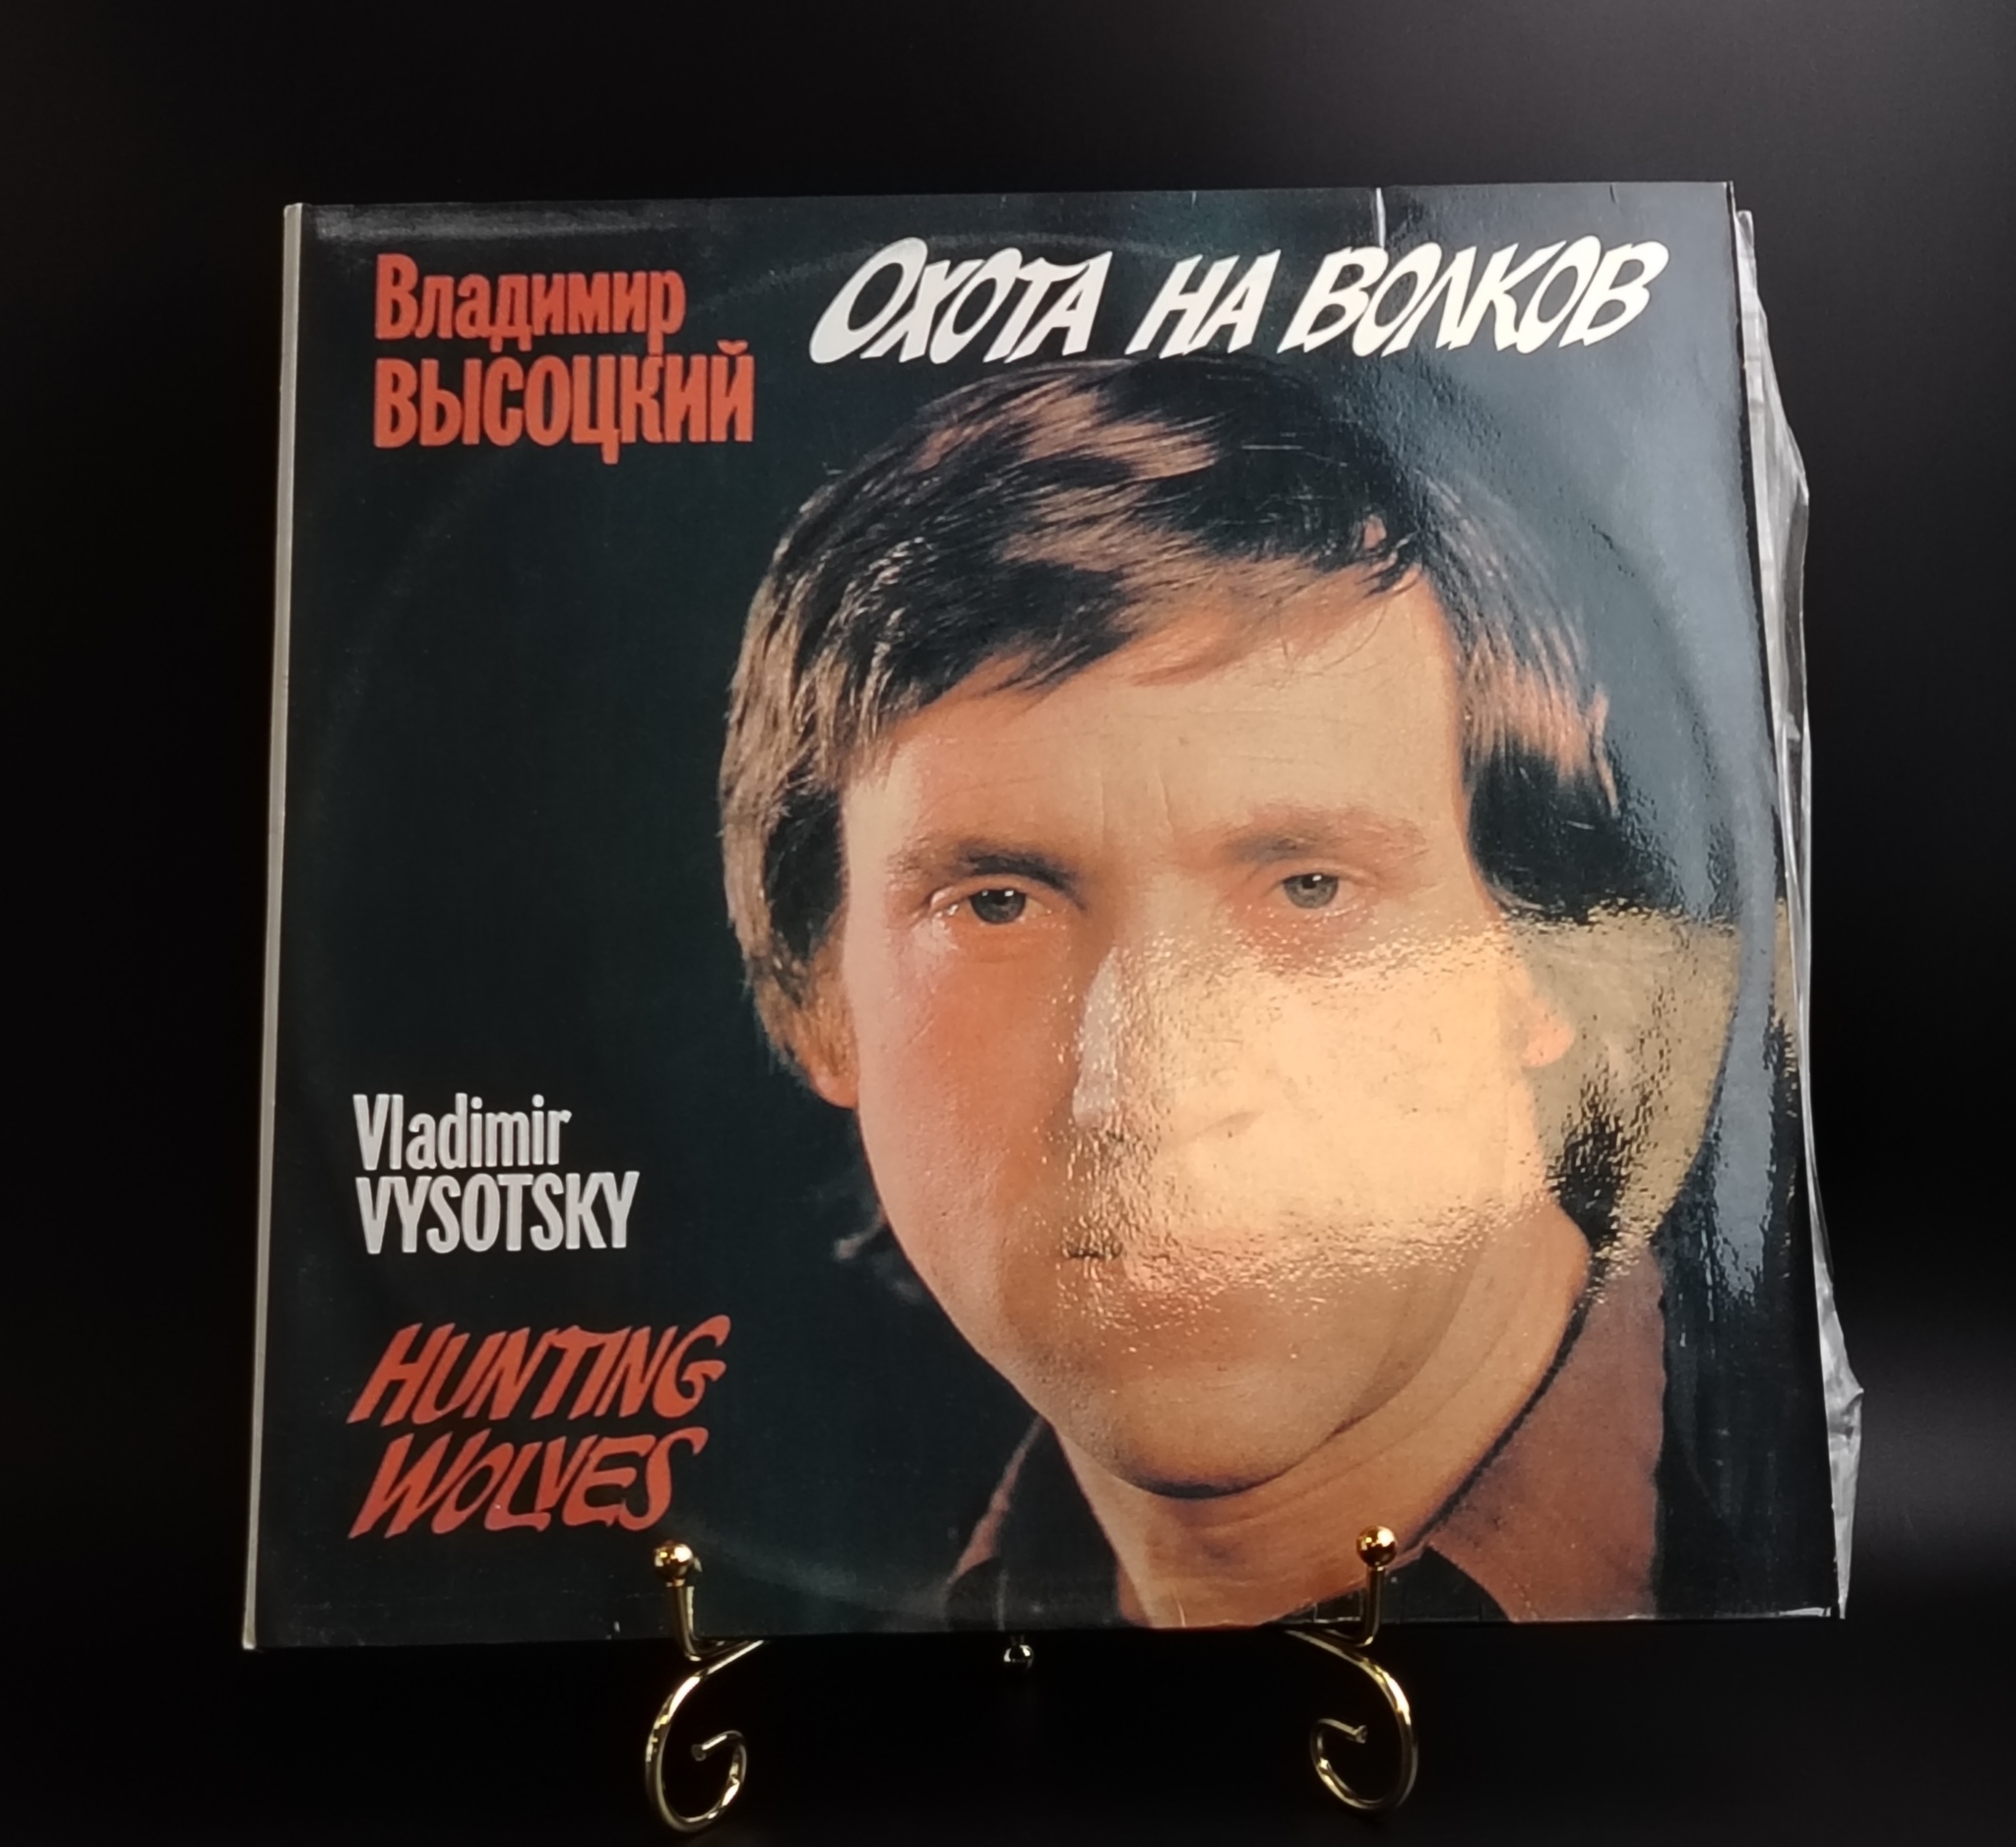 Владимир
ВЫСОЦКИЙ
ОХОТА НА ВОЛКОВ
Vladimir
VYSOTSKY
HUNTING
WOLVES